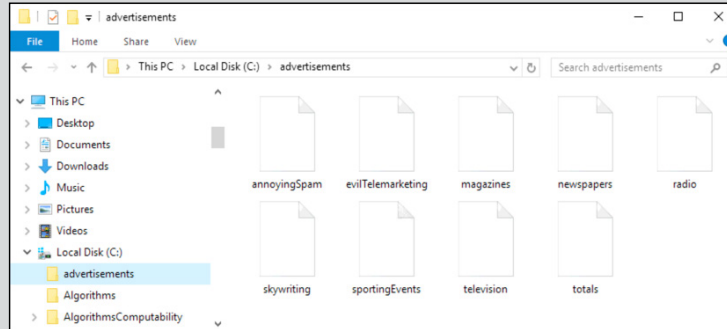 advertisements
File Home Share View
This PC > Local Disk (C:) > advertisements
Search advertisements
This PC
Desktop
Documents
Downloads
Music
Pictures
Videos
Local Disk (C:)
advertisements
Algorithms
AlgorithmsComputability
annoyingSpam evilTelemarketing magazines newspapers radio
skywriting sportingEvents television totals